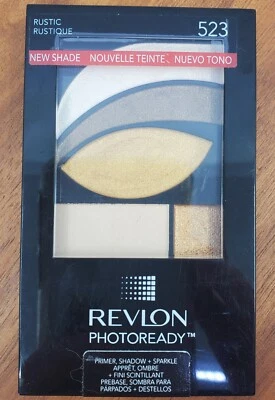 RUSTIC
RUSTIQUE
523
NEW SHADE NOUVELLE TEINTE NUEVO TONO
REVLON
PHOTOREADY™
PRIMER, SHADOW + SPARKLE
APPRÊT, OMBRE
+ FINI SCINTILLANT
PREBASE, SOMBRA PARA
PÁRPADOS + DESTELLOS